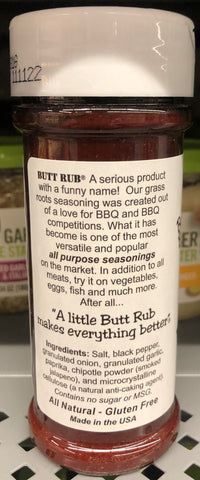 111122
BUTT RUB® A serious product
with a funny name! Our grass
roots seasoning was created out
of a love for BBQ and BBQ
competitions. What it has
become is one of the most
versatile and popular
all purpose seasonings
on the market. In addition to all
meats, try it on vegetables,
eggs, fish and much more.
After all...
"A little Butt Rub
makes everything better"
Ingredients: Salt, black pepper,
granulated onion, granulated garlic,
paprika, chipotle powder (smoked
jalapeno), and microcrystalline
cellulose (a natural anti-caking agent).
Contains no sugar or MSG.
All Natural - Gluten Free
Made in the USA